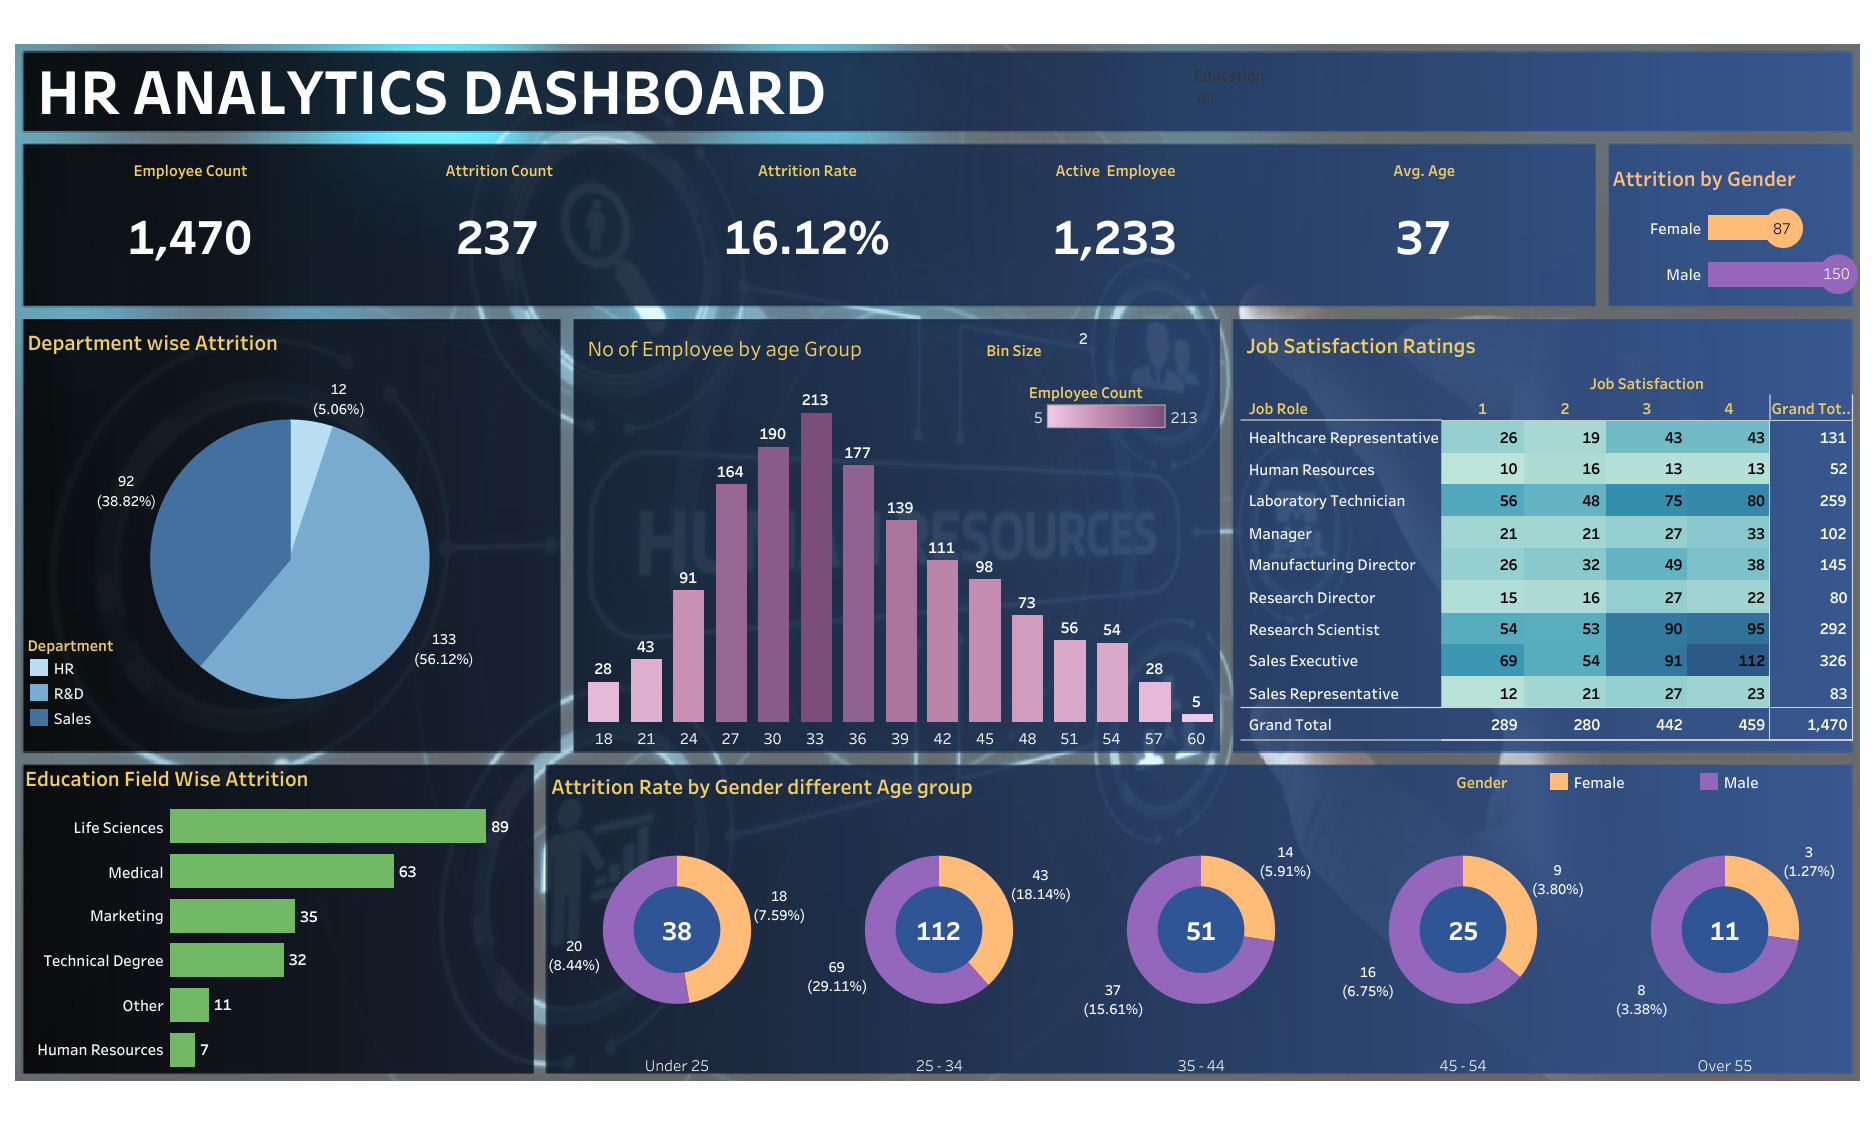 HR ANALYTICS DASHBOARD
Education
All
Employee Count
Attrition Count
Attrition Rate
Active Employee
Avg. Age
1,470
237
16.12%
1,233
37
Attrition by Gender
Female 87
Male 150
Department wise Attrition
12
(5.06%)
92
(38.82%)
133
(56.12%)
Department
HR
R&D
Sales
No of Employee by age Group
Bin Size
2
Employee Count
5 213
28 43 91 164 190 213 177 139 111 98 73 56 54 28 5
18 21 24 27 30 33 36 39 42 45 48 51 54 57 60
HUMAN RESOURCES
Job Satisfaction Ratings
Job Satisfaction
Job Role 1 2 3 4 Grand Tot..
Healthcare Representative 26 19 43 43 131
Human Resources 10 16 13 13 52
Laboratory Technician 56 48 75 80 259
Manager 21 21 27 33 102
Manufacturing Director 26 32 49 38 145
Research Director 15 16 27 22 80
Research Scientist 54 53 90 95 292
Sales Executive 69 54 91 112 326
Sales Representative 12 21 27 23 83
Grand Total 289 280 442 459 1,470
Education Field Wise Attrition
Life Sciences 89
Medical 63
Marketing 35
Technical Degree 32
Other 11
Human Resources 7
Attrition Rate by Gender different Age group
Gender Female Male
18
(7.59%)
38
20
(8.44%)
Under 25
43
(18.14%)
112
69
(29.11%)
25 - 34
14
(5.91%)
51
37
(15.61%)
35 - 44
9
(3.80%)
25
16
(6.75%)
45 - 54
3
(1.27%)
11
8
(3.38%)
Over 55